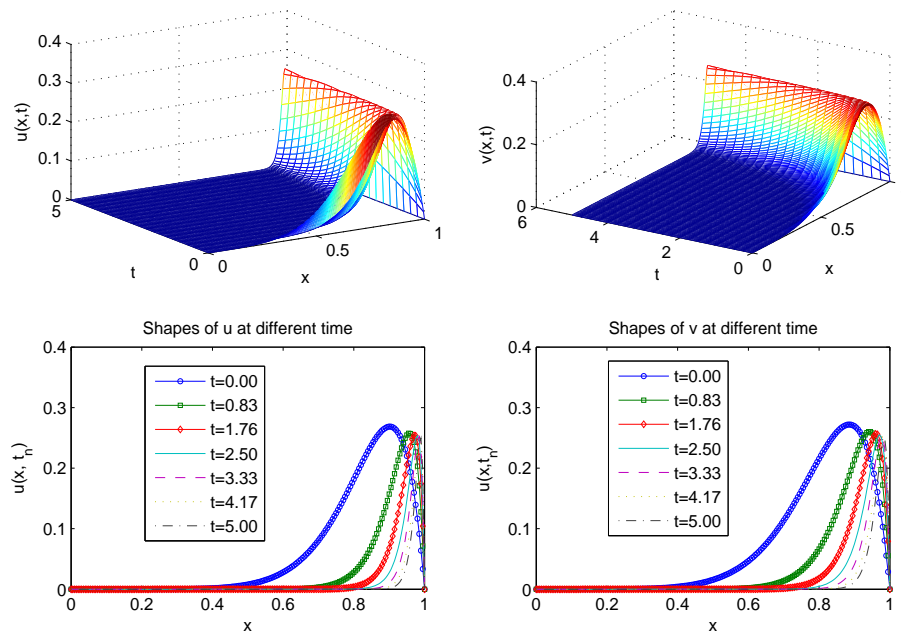 0.4
0.3
0.2
0.1
0
u(x,t)
5
0
t
0
0.5
1
x
0.4
0.2
0
v(x,t)
6
4
2
0
t
0
0.5
x
Shapes of u at different time
0.4
0.3
0.2
0.1
0
u(x, t_n)
t=0.00
t=0.83
t=1.76
t=2.50
t=3.33
t=4.17
t=5.00
0 0.2 0.4 0.6 0.8 1
x
Shapes of v at different time
0.4
0.3
0.2
0.1
0
u(x,t_n)
t=0.00
t=0.83
t=1.76
t=2.50
t=3.33
t=4.17
t=5.00
0 0.2 0.4 0.6 0.8 1
x